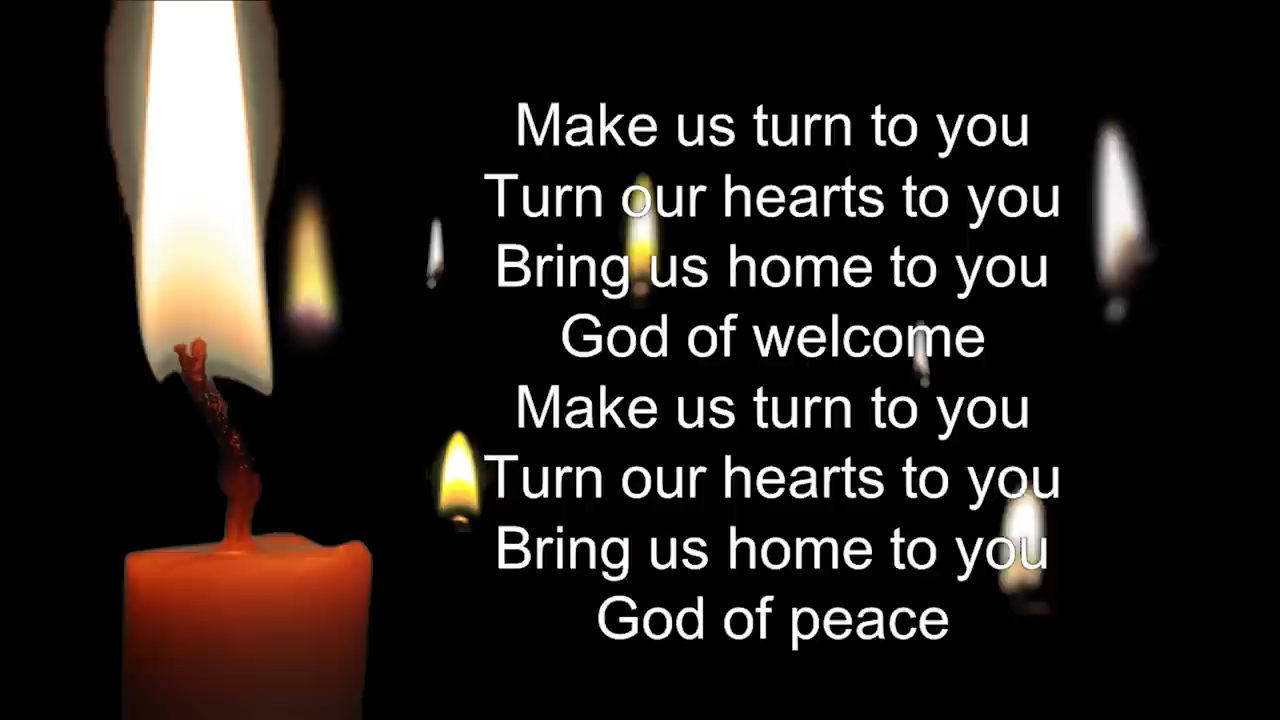 Make us turn to you
Turn our hearts to you
Bring us home to you
God of welcome
Make us turn to you
Turn our hearts to you
Bring us home to you
God of peace